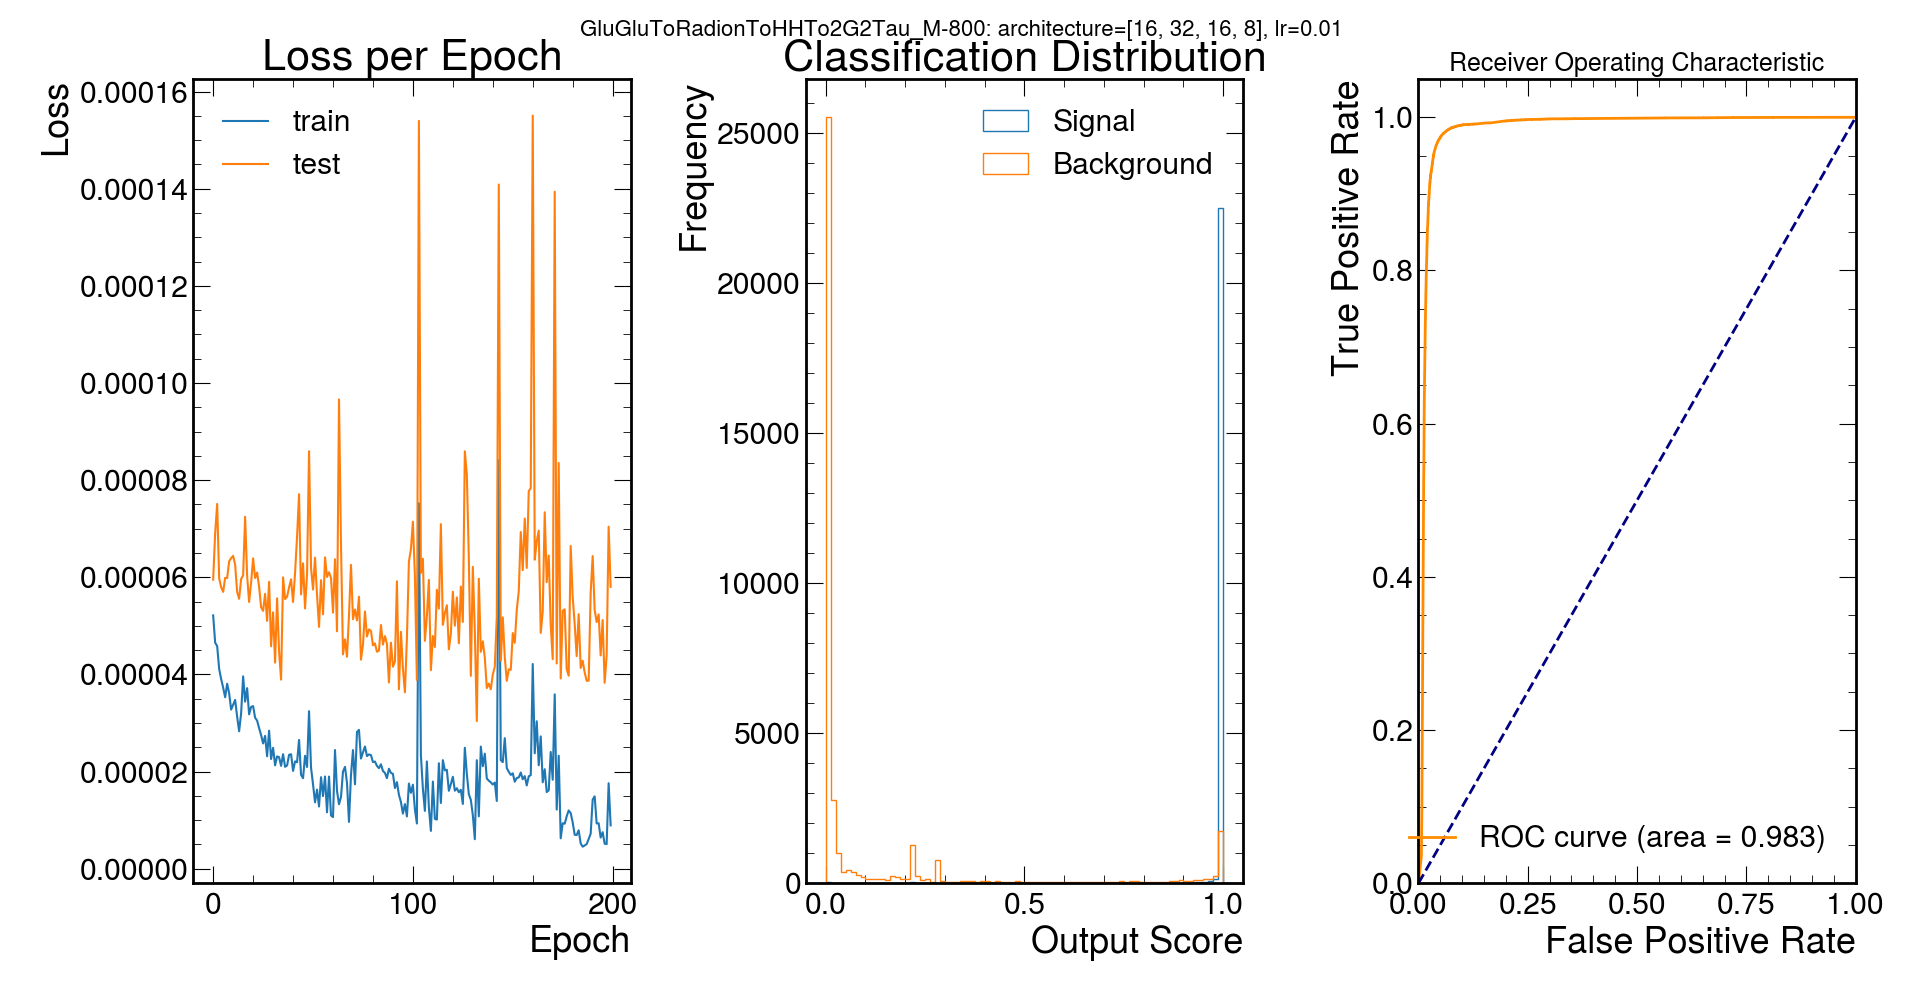 GluGluToRadionToHHTo2G2Tau_M-800: architecture=[16, 32, 16, 8], lr=0.01
Loss per Epoch
Loss
0.00016
0.00014
0.00012
0.00010
0.00008
0.00006
0.00004
0.00002
0.00000
train
test
0
100
200
Epoch
Classification Distribution
Frequency
25000
20000
15000
10000
5000
0
Signal
Background
0.0
0.5
1.0
Output Score
Receiver Operating Characteristic
True Positive Rate
1.0
0.8
0.6
0.4
0.2
0.0
ROC curve (area = 0.983)
0.00
0.25
0.50
0.75
1.00
False Positive Rate